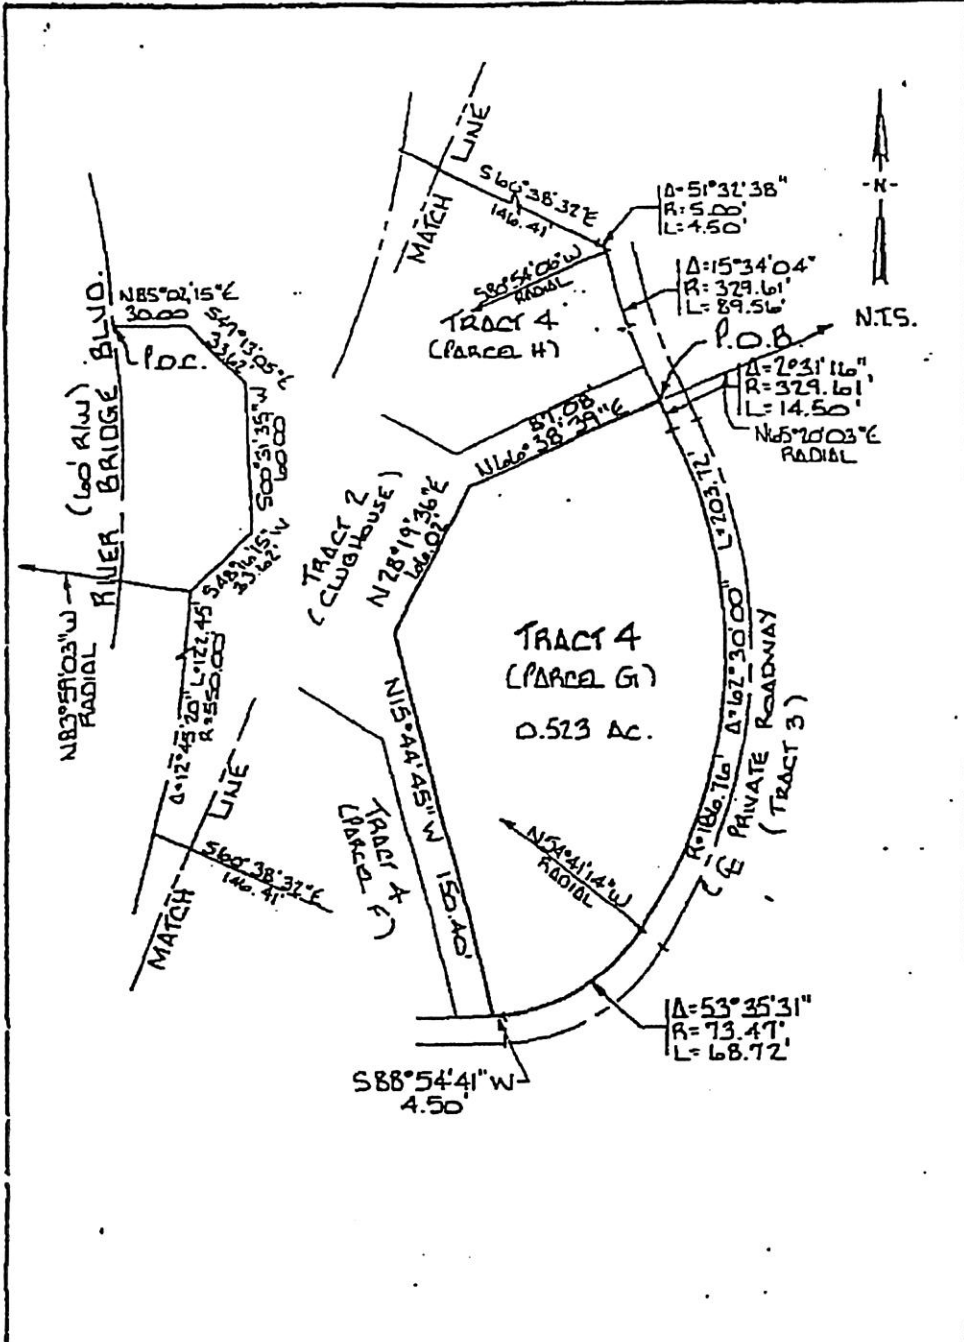 MATCH LINE
S60°38'32"E
146.41'
Δ=51°32'38"
R=5.00'
L=4.50'
S80°54'06"W
RADIAL
Δ=15°34'04"
R=329.61'
L=89.56'
-N-
N.T.S.
TRACT 4
(PARCEL H)
P.O.B.
Δ=2°31'16"
R=329.61'
L=14.50'
N65°20'03"E
RADIAL
N85°02'15"E
30.00
S47°13'05"E
33.62'
P.O.C.
S00°31'39"W
60.00
S48°16'15"W
33.62'
RIVER BRIDGE BLVD.
(60' R/W)
N83°59'03"W
RADIAL
Δ=12°45'20" L=122.45'
R=550.00'
87.08'
N66°38'39"E
TRACT 2
(CLUBHOUSE)
N28°19'36"E
66.02'
TRACT 4
(PARCEL G)
0.523 AC.
L=203.72'
Δ=62°30'00"
R=186.76'
℄ PRIVATE ROADWAY
(TRACT 3)
N15°44'45"W 150.40'
TRACT 4
(PARCEL F)
MATCH LINE
S60°38'32"E
146.41'
N54°41'14"W
RADIAL
Δ=53°35'31"
R=73.47'
L=68.72'
S88°54'41"W
4.50'